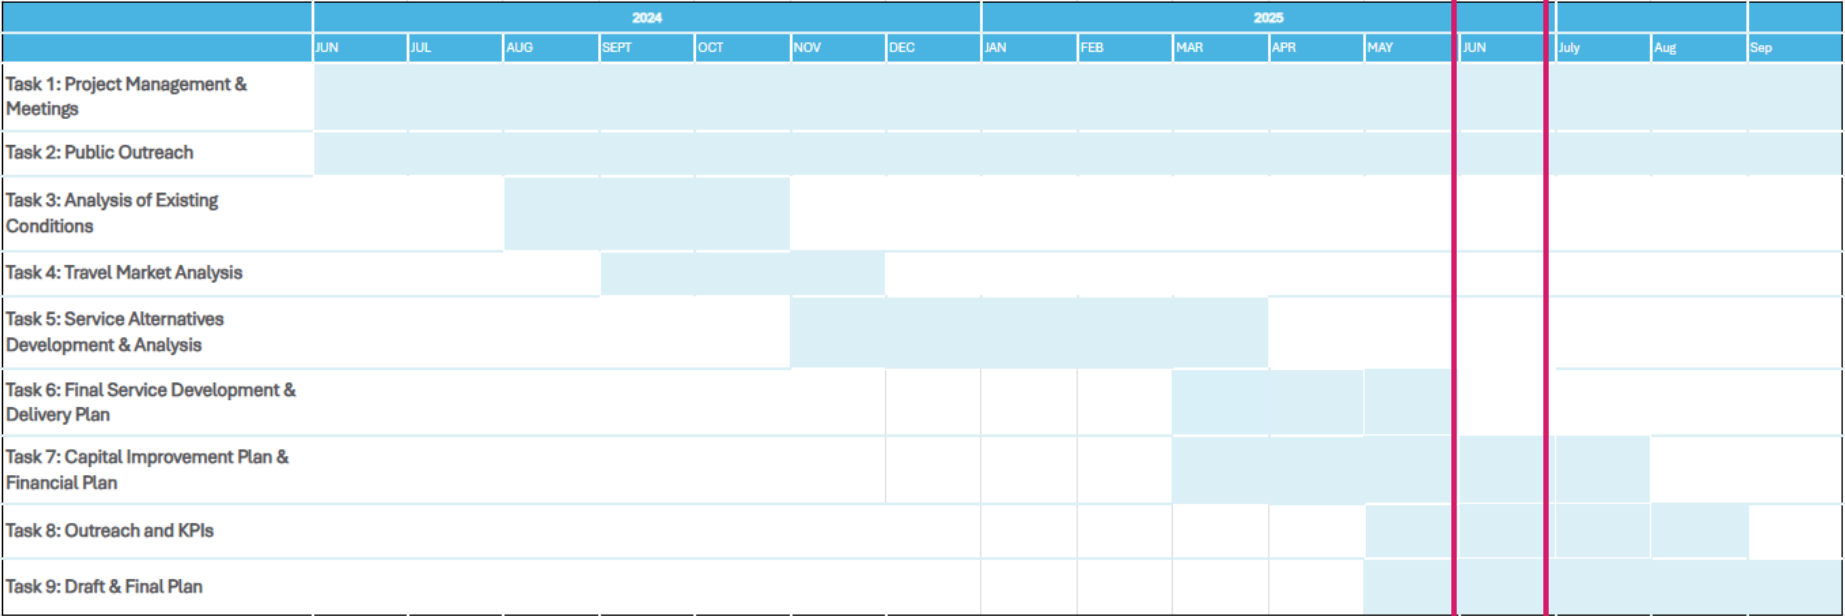 2024 2025
JUN JUL AUG SEPT OCT NOV DEC JAN FEB MAR APR MAY JUN July Aug Sep
Task 1: Project Management &
Meetings
Task 2: Public Outreach
Task 3: Analysis of Existing
Conditions
Task 4: Travel Market Analysis
Task 5: Service Alternatives
Development & Analysis
Task 6: Final Service Development &
Delivery Plan
Task 7: Capital Improvement Plan &
Financial Plan
Task 8: Outreach and KPIs
Task 9: Draft & Final Plan